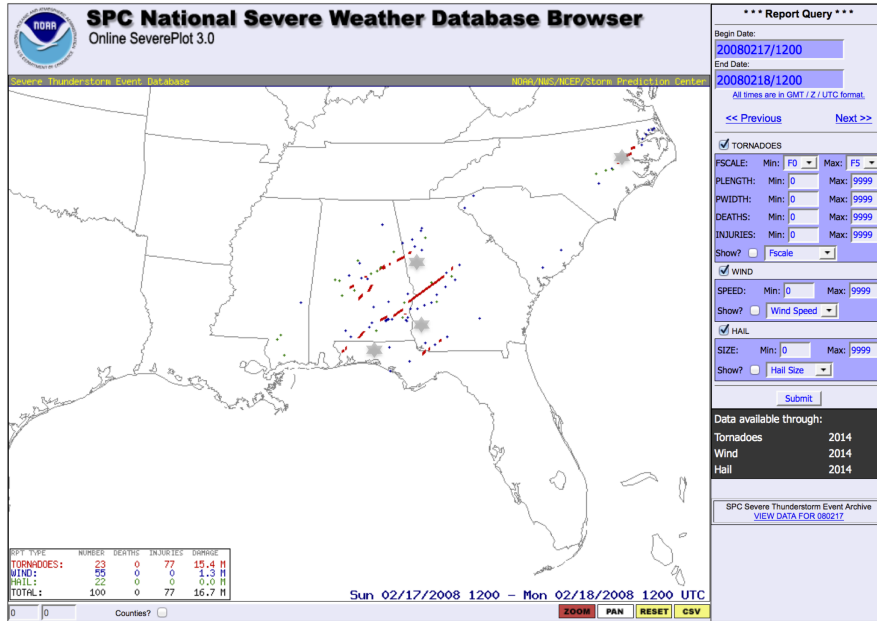 SPC National Severe Weather Database Browser
Online SeverePlot 3.0
NOAA
Severe Thunderstorm Event Database
NOAA/NWS/NCEP/Storm Prediction Center
RPT TYPE NUMBER DEATHS INJURIES DAMAGE
TORNADOES: 23 0 77 15.4 M
WIND: 55 0 0 1.3 M
HAIL: 22 0 0 0.0 M
TOTAL: 100 0 77 16.7 M
Sun 02/17/2008 1200 - Mon 02/18/2008 1200 UTC
0 0 Counties?
ZOOM PAN RESET CSV
* * * Report Query * * *
Begin Date:
20080217/1200
End Date:
20080218/1200
All times are in GMT / Z / UTC format.
<< Previous Next >>
TORNADOES
FSCALE: Min: F0 Max: F5
PLENGTH: Min: 0 Max: 9999
PWIDTH: Min: 0 Max: 9999
DEATHS: Min: 0 Max: 9999
INJURIES: Min: 0 Max: 9999
Show? Fscale
WIND
SPEED: Min: 0 Max: 9999
Show? Wind Speed
HAIL
SIZE: Min: 0 Max: 9999
Show? Hail Size
Submit
Data available through:
Tornadoes 2014
Wind 2014
Hail 2014
SPC Severe Thunderstorm Event Archive
VIEW DATA FOR 080217